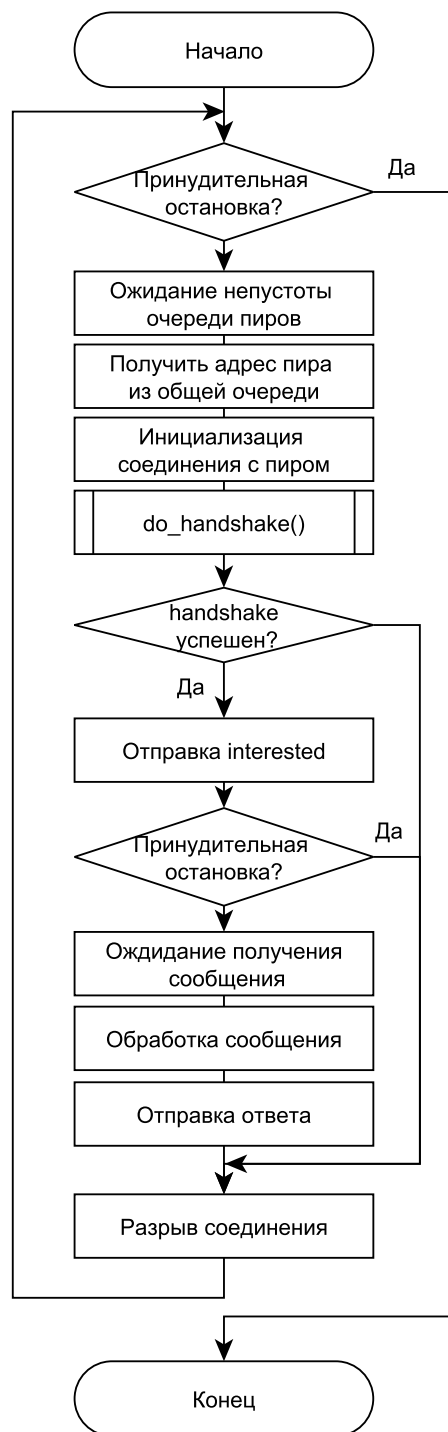 Начало
Да
Принудительная
остановка?
Ожидание непустоты
очереди пиров
Получить адрес пира
из общей очереди
Инициализация
соединения с пиром
do_handshake()
handshake
успешен?
Да
Отправка interested
Да
Принудительная
остановка?
Ождидание получения
сообщения
Обработка сообщения
Отправка ответа
Разрыв соединения
Конец